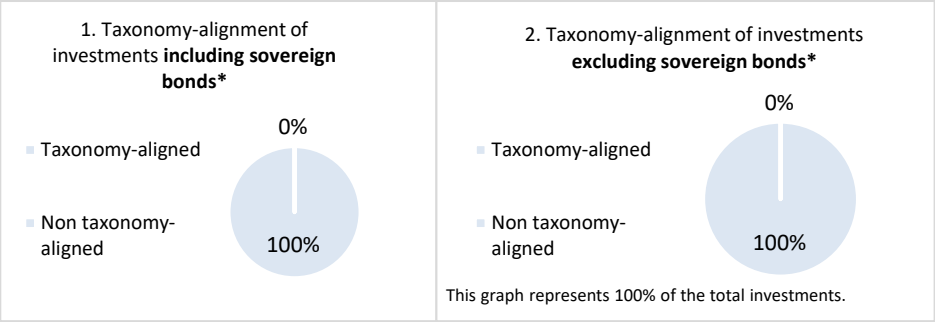 1. Taxonomy-alignment of
investments including sovereign
bonds*
0%
Taxonomy-aligned
Non taxonomy-
aligned
100%
2. Taxonomy-alignment of investments
excluding sovereign bonds*
0%
Taxonomy-aligned
Non taxonomy-
aligned
100%
This graph represents 100% of the total investments.